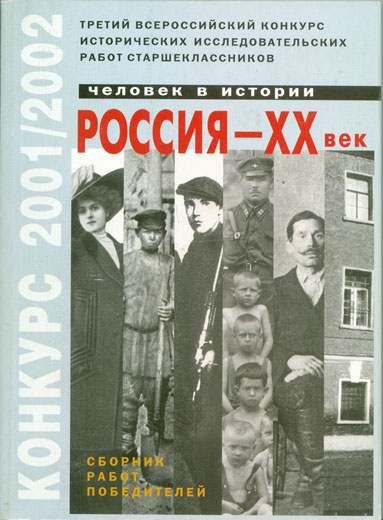 ТРЕТИЙ ВСЕРОССИЙСКИЙ КОНКУРС
ИСТОРИЧЕСКИХ ИССЛЕДОВАТЕЛЬСКИХ
РАБОТ СТАРШЕКЛАССНИКОВ
человек в истории
РОССИЯ – XX век
КОНКУРС 2001/2002
СБОРНИК
РАБОТ
ПОБЕДИТЕЛЕЙ